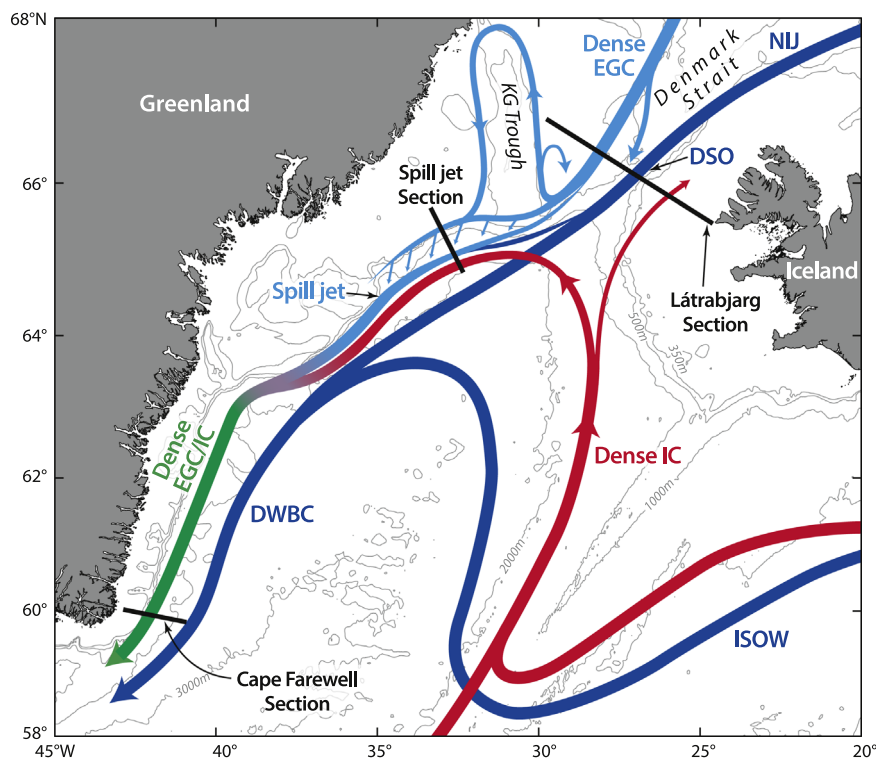 68°N
66°
64°
62°
60°
58°
45°W
40°
35°
30°
25°
20°
Greenland
Dense
EGC
NIJ
Denmark
Strait
KG Trough
DSO
Spill jet
Section
Spill jet
Iceland
Látrabjarg
Section
500m
350m
Dense
EGC/IC
Dense IC
1000m
2000m
DWBC
ISOW
Cape Farewell
Section
3000m